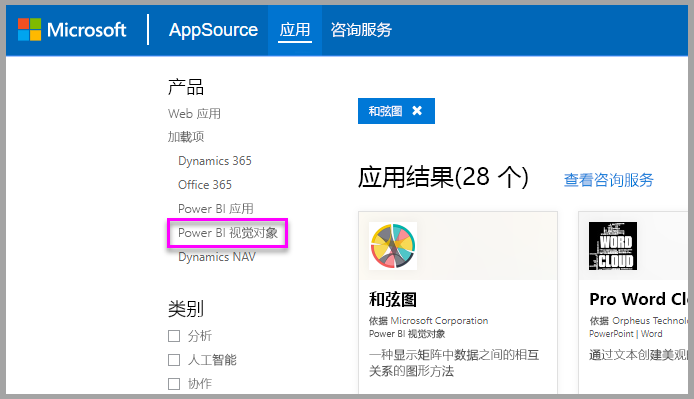 Microsoft AppSource 应用 咨询服务
产品
Web 应用
加载项
Dynamics 365
Office 365
Power BI 应用
Power BI 视觉对象
Dynamics NAV
类别
分析
人工智能
协作
和弦图 ✖
应用结果(28 个) 查看咨询服务
和弦图
依据 Microsoft Corporation
Power BI 视觉对象
一种显示矩阵中数据之间的相互
关系的图形方法
WORD
CLOUD
Pro Word Cl
依据 Orpheus Technolo
PowerPoint | Word
通过文本创建美观的